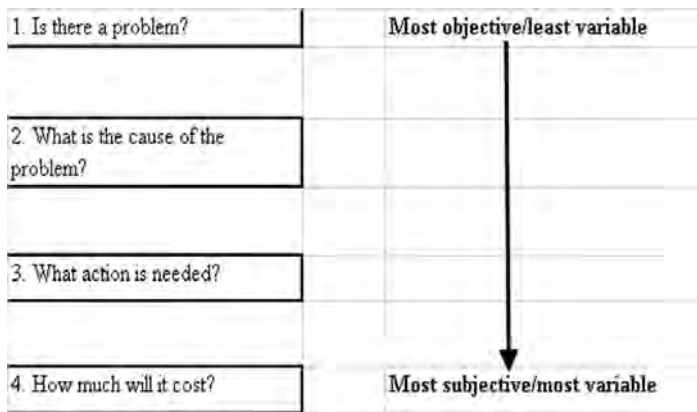 1. Is there a problem?
Most objective/least variable
2. What is the cause of the
problem?
3. What action is needed?
4. How much will it cost?
Most subjective/most variable